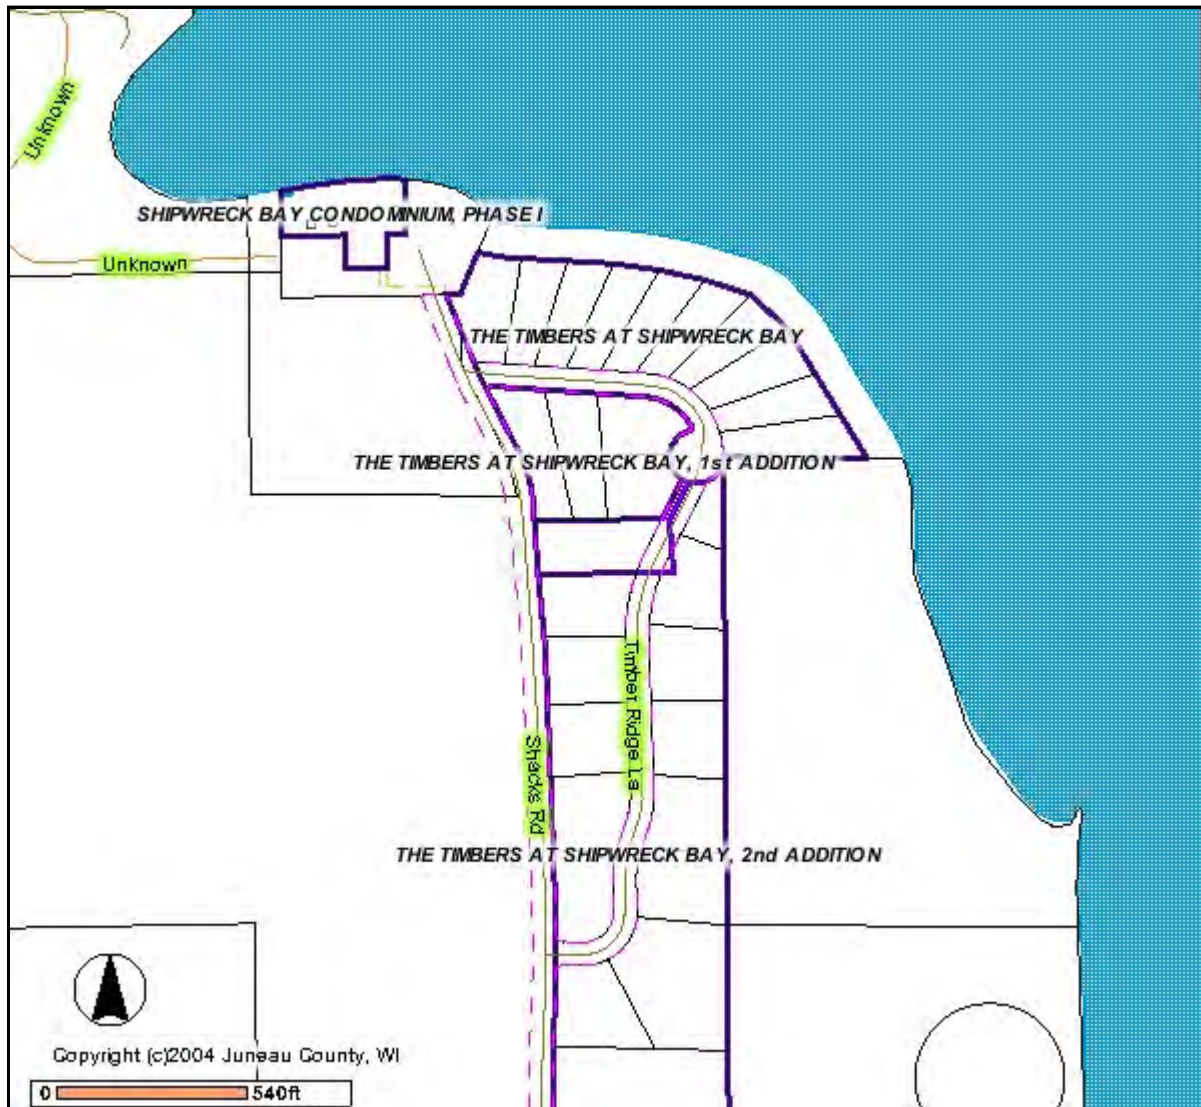 Unknown
SHIPWRECK BAY CONDOMINIUM, PHASE I
Unknown
THE TIMBERS AT SHIPWRECK BAY
THE TIMBERS AT SHIPWRECK BAY, 1st ADDITION
Timber Ridge La
Shacks Rd
THE TIMBERS AT SHIPWRECK BAY, 2nd ADDITION
Copyright (c)2004 Juneau County, WI
0 540ft